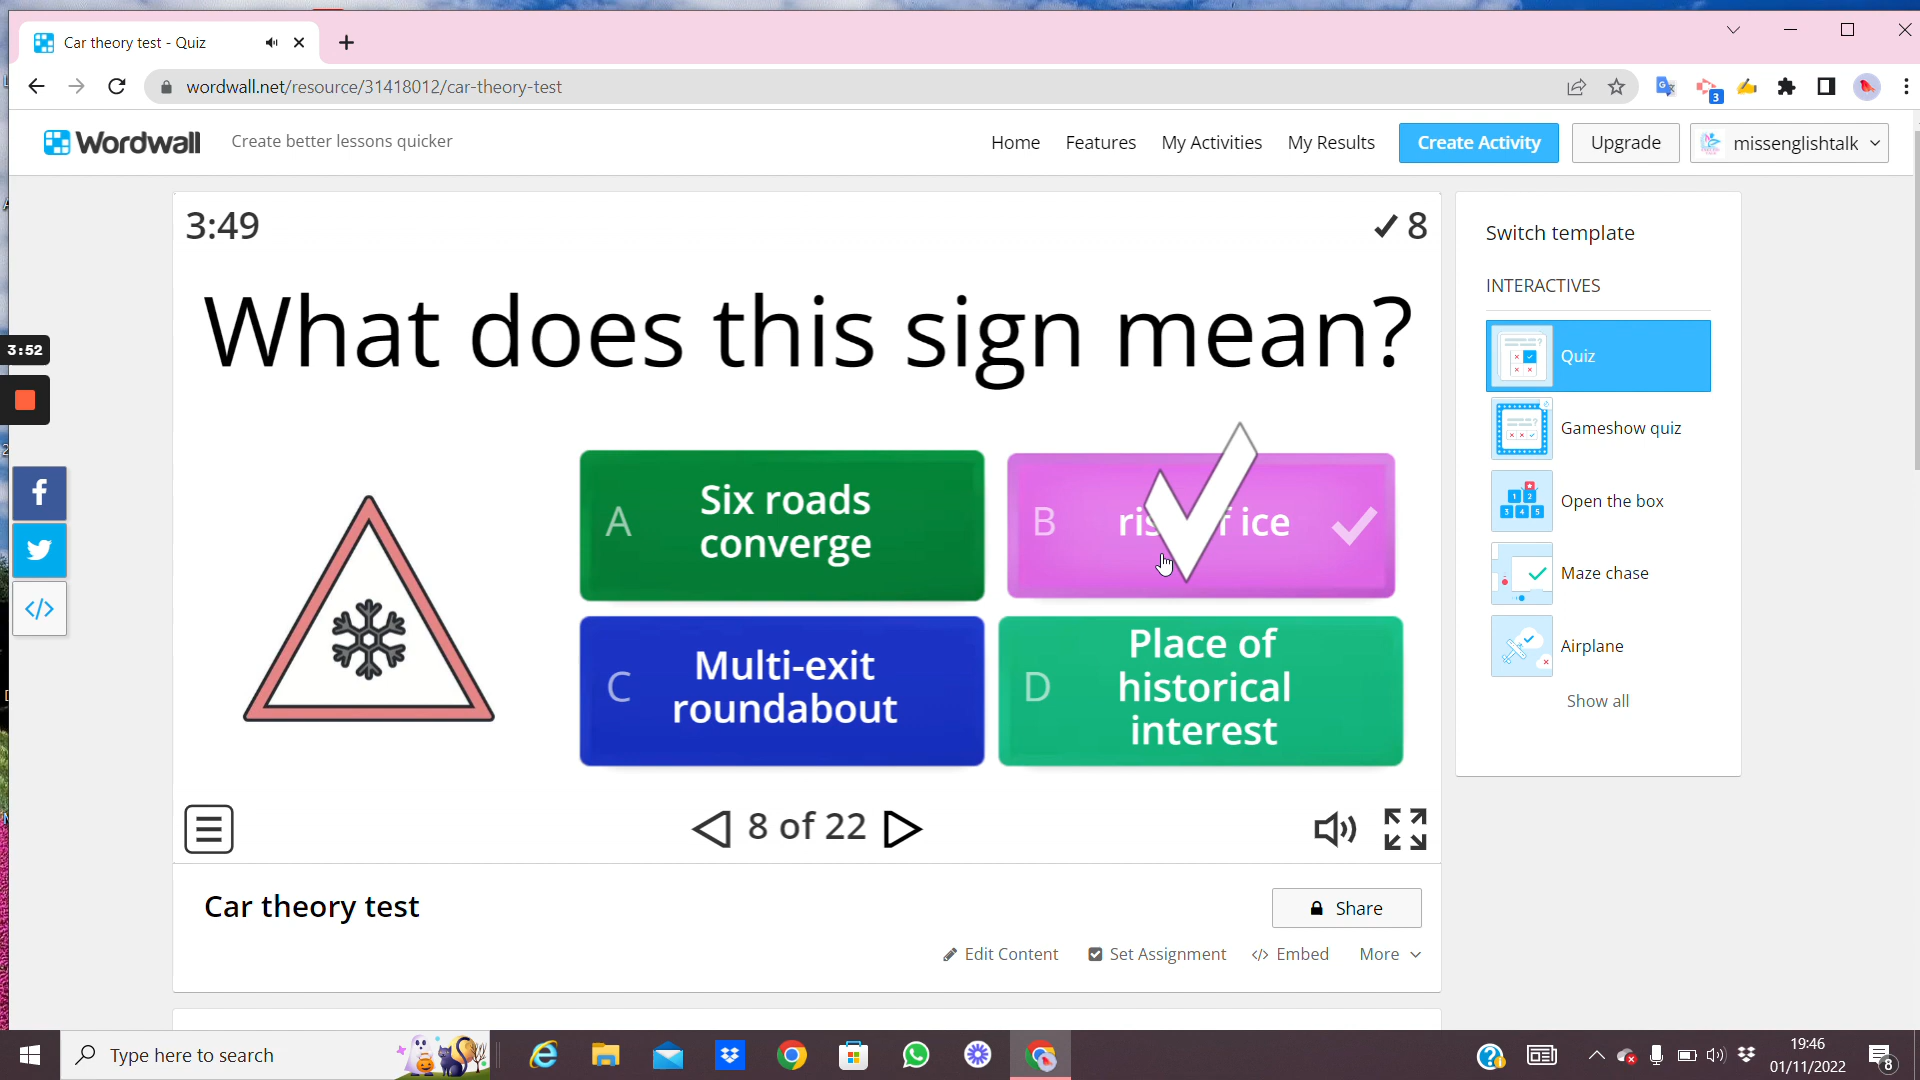 Car theory test - Quiz
wordwall.net/resource/31418012/car-theory-test
3
Wordwall
Create better lessons quicker
Home
Features
My Activities
My Results
Create Activity
Upgrade
missenglishtalk
3:49
8
What does this sign mean?
3:52
A
Six roads
converge
B
ice
C
Multi-exit
roundabout
D
Place of
historical
interest
8 of 22
Switch template
INTERACTIVES
Quiz
Gameshow quiz
Open the box
Maze chase
Airplane
Show all
Car theory test
Share
Edit Content
Set Assignment
Embed
More
Type here to search
19:46
01/11/2022
8